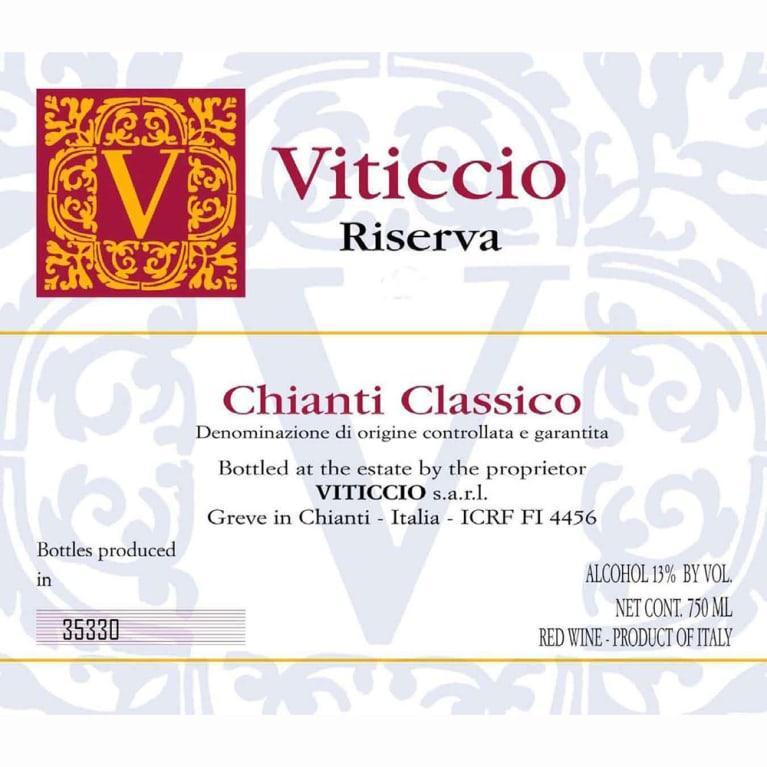 V
Viticcio
Riserva
Chianti Classico
Denominazione di origine controllata e garantita
Bottled at the estate by the proprietor
VITICCIO s.a.r.l.
Greve in Chianti - Italia - ICRF FI 4456
Bottles produced
in
35330
ALCOHOL 13% BY VOL.
NET CONT. 750 ML
RED WINE - PRODUCT OF ITALY